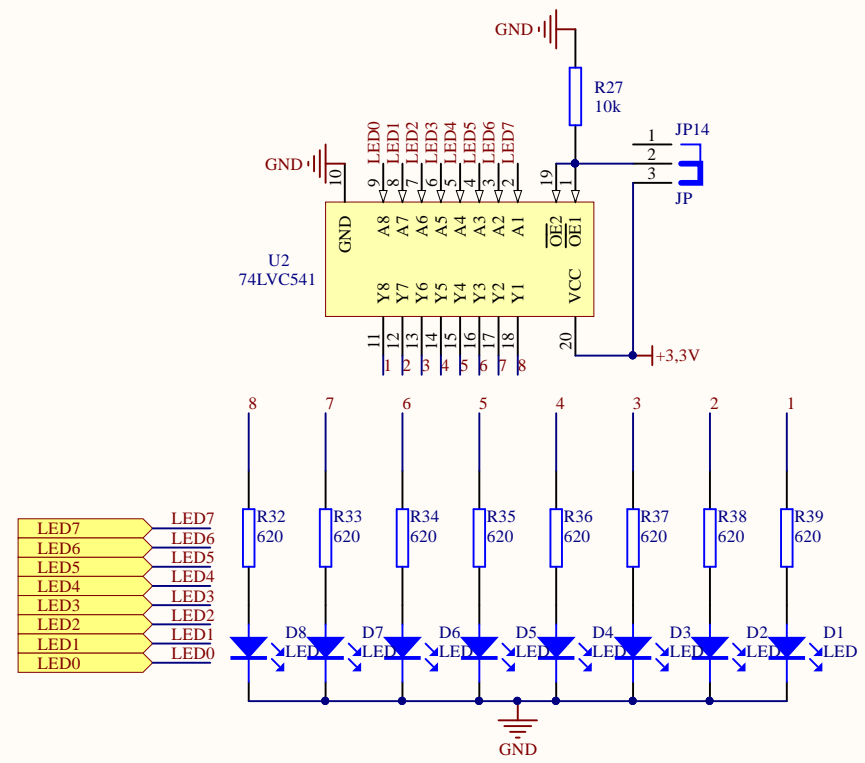 GND
R27
10k
JP14
1
2
3
JP
LED0 LED1 LED2 LED3 LED4 LED5 LED6 LED7
GND
10 9 8 7 6 5 4 3 2 19 1
GND A8 A7 A6 A5 A4 A3 A2 A1 OE2 OE1
U2
74LVC541
Y8 Y7 Y6 Y5 Y4 Y3 Y2 Y1 VCC
11 12 13 14 15 16 17 18 20
1 2 3 4 5 6 7 8
+3,3V
8 7 6 5 4 3 2 1
R32 R33 R34 R35 R36 R37 R38 R39
620 620 620 620 620 620 620 620
LED7 LED7
LED6 LED6
LED5 LED5
LED4 LED4
LED3 LED3
LED2 LED2
LED1 LED1
LED0 LED0
D8 D7 D6 D5 D4 D3 D2 D1
LED LED LED LED LED LED LED LED
GND